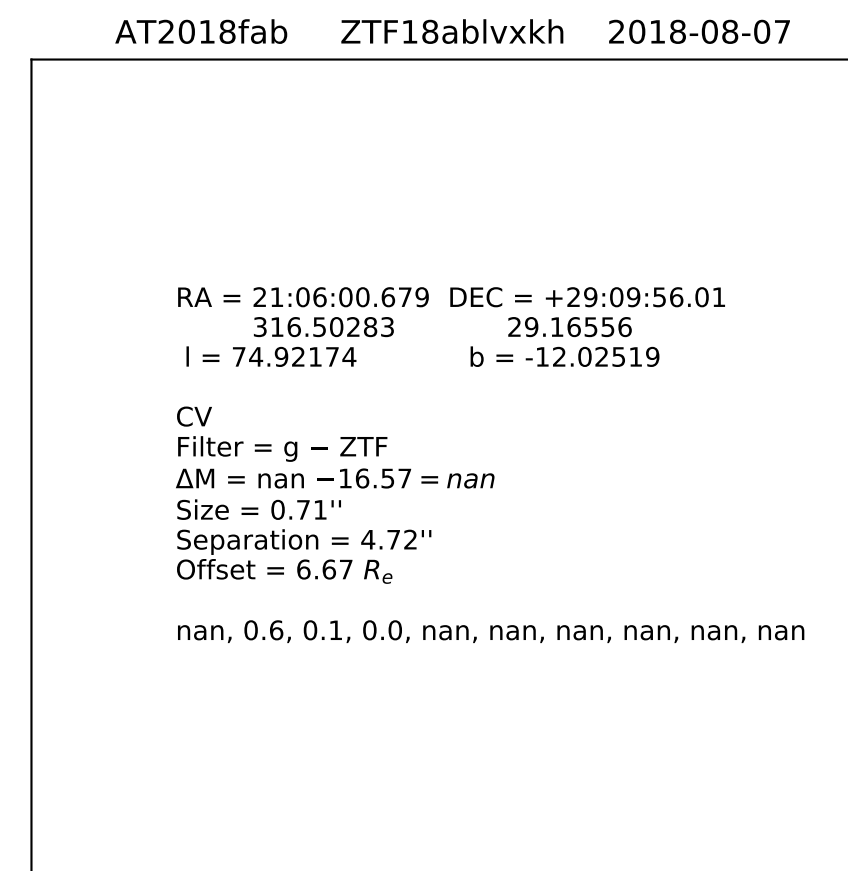 AT2018fab ZTF18ablvxkh 2018-08-07
RA = 21:06:00.679 DEC = +29:09:56.01
316.50283 29.16556
l = 74.92174 b = -12.02519
CV
Filter = g − ZTF
ΔM = nan −16.57 = nan
Size = 0.71''
Separation = 4.72''
Offset = 6.67 Re
nan, 0.6, 0.1, 0.0, nan, nan, nan, nan, nan, nan